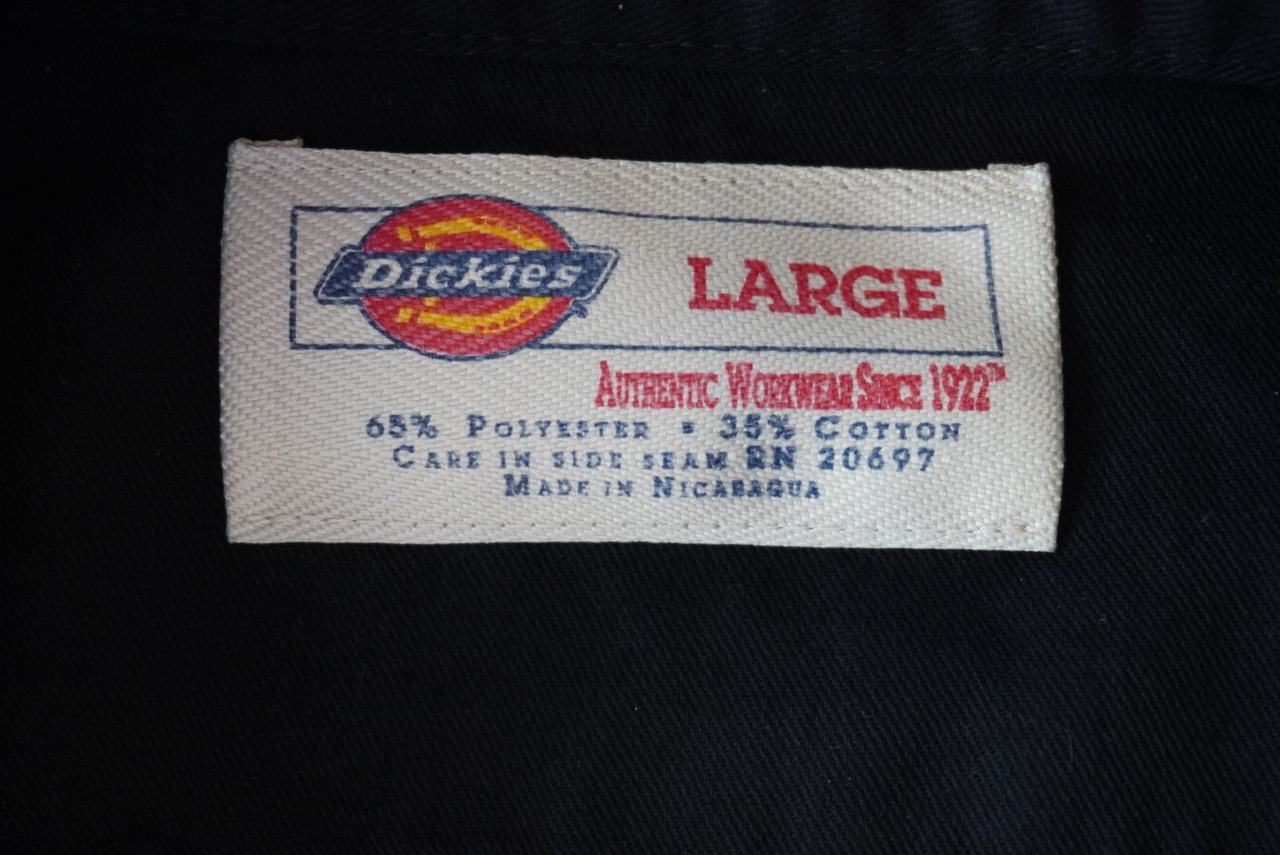 Dickies LARGE
AUTHENTIC WORKWEAR SINCE 1922™
65% POLYESTER ▪ 35% COTTON
CARE IN SIDE SEAM RN 20697
MADE IN NICARAGUA